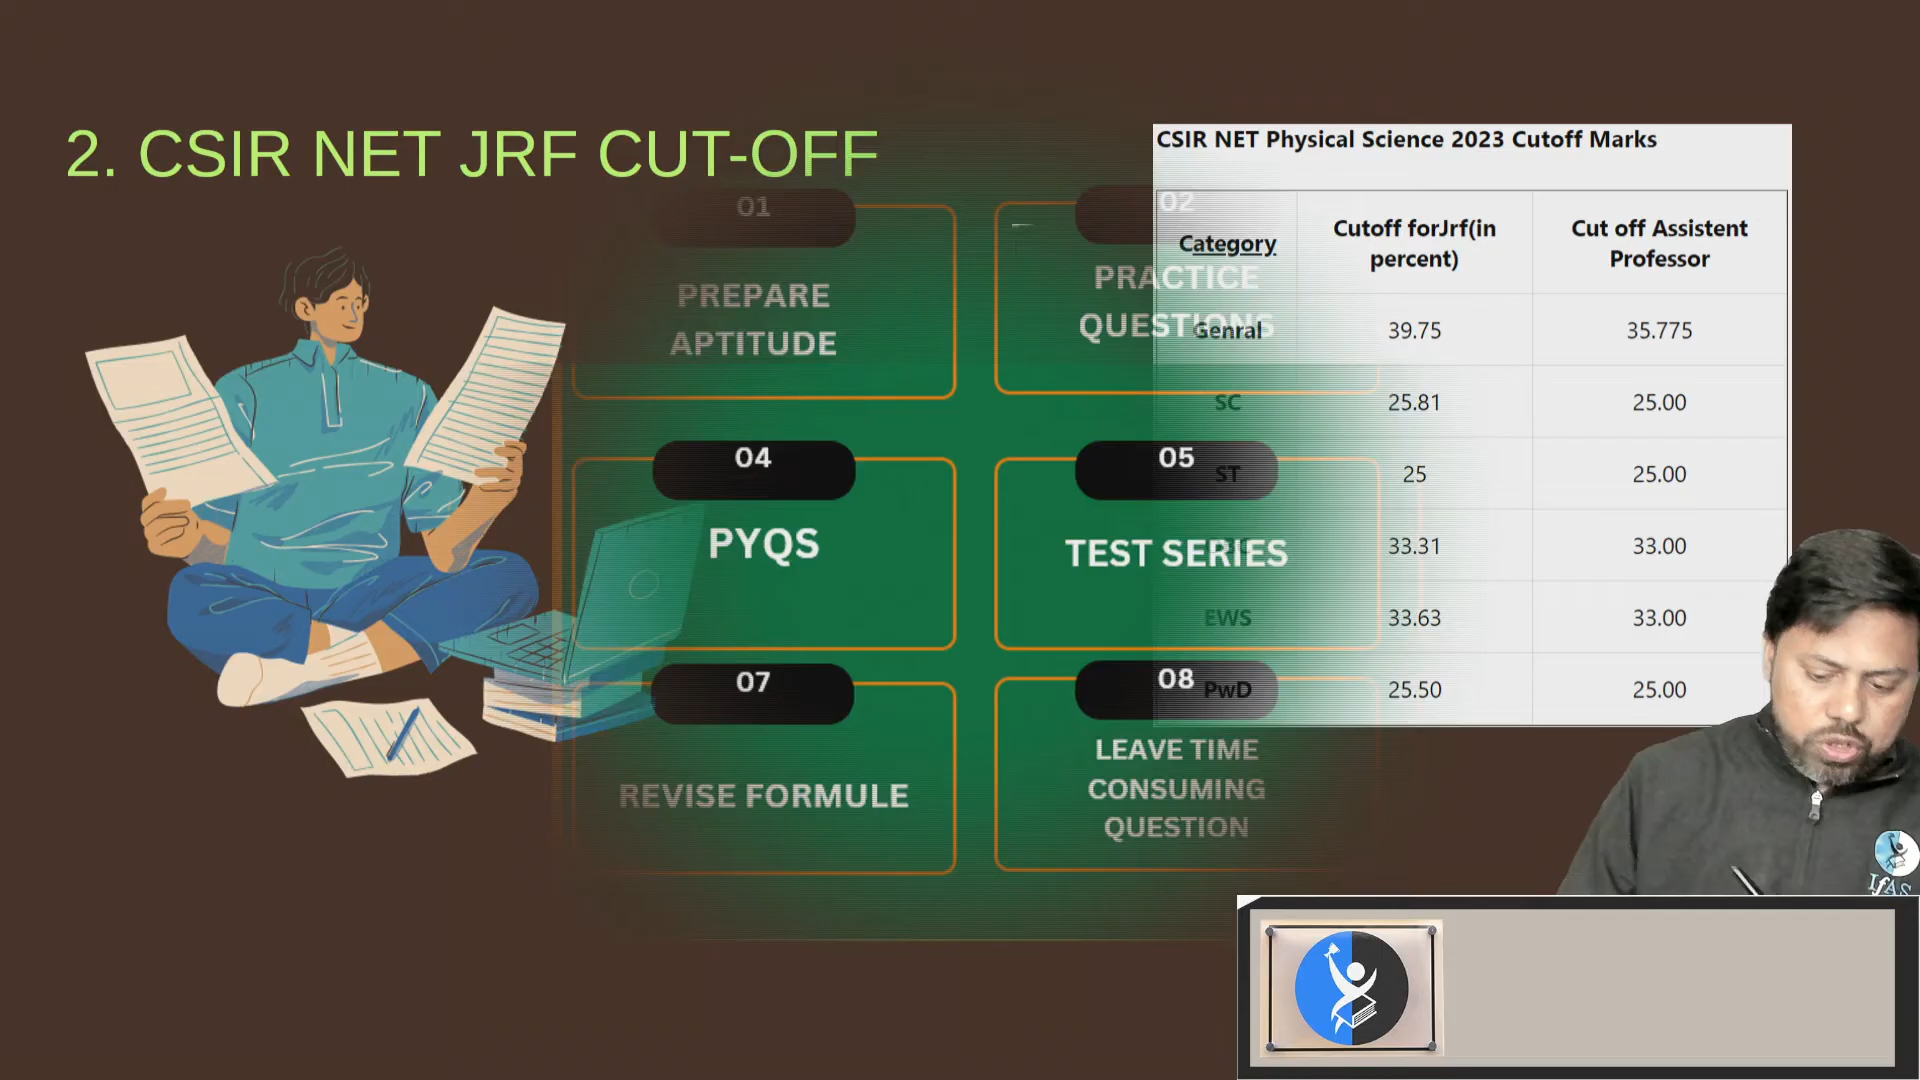 2. CSIR NET JRF CUT-OFF
CSIR NET Physical Science 2023 Cutoff Marks
Category
Cutoff forJrf(in
percent)
Cut off Assistent
Professor
Genral
39.75
35.775
SC
25.81
25.00
ST
25
25.00
33.31
33.00
EWS
33.63
33.00
PwD
25.50
25.00
01
PREPARE
APTITUDE
02
PRACTICE
QUESTIONS
04
PYQS
05
TEST SERIES
07
REVISE FORMULE
08
LEAVE TIME
CONSUMING
QUESTION
IfAS